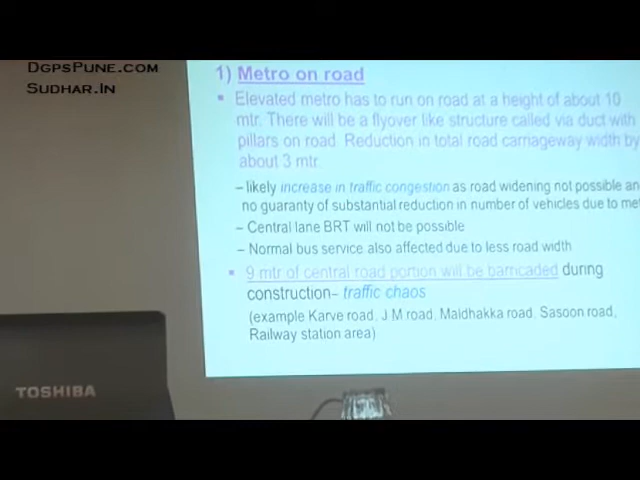 DgpsPune.com
Sudhar.In
1) Metro on road
▪ Elevated metro has to run on road at a height of about 10
mtr. There will be a flyover like structure called via duct with
pillars on road. Reduction in total road carriageway width by
about 3 mtr.
– likely increase in traffic congestion as road widening not possible an
no guaranty of substantial reduction in number of vehicles due to me
– Central lane BRT will not be possible
– Normal bus service also affected due to less road width
▪ 9 mtr of central road portion will be barricaded during
construction– traffic chaos
(example Karve road, J M road, Maldhakka road, Sasoon road,
Railway station area)
TOSHIBA